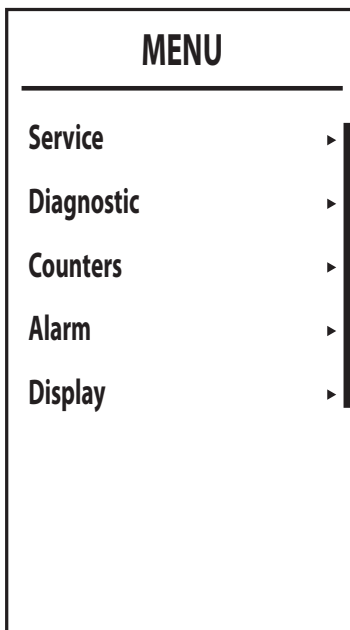 MENU
Service
Diagnostic
Counters
Alarm
Display